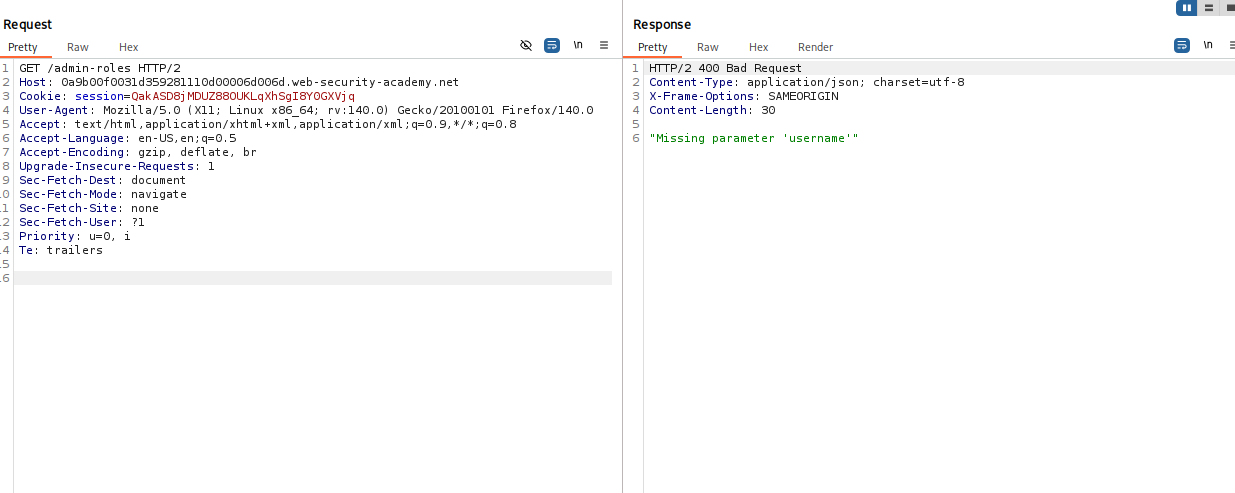 Request
Pretty Raw Hex
\n
1 GET /admin-roles HTTP/2
2 Host: 0a9b00f0031d359281110d00006d006d.web-security-academy.net
3 Cookie: session=QakASD8jMDUZ88OUKLqXhSgI8Y0GXVjq
4 User-Agent: Mozilla/5.0 (X11; Linux x86_64; rv:140.0) Gecko/20100101 Firefox/140.0
5 Accept: text/html,application/xhtml+xml,application/xml;q=0.9,*/*;q=0.8
6 Accept-Language: en-US,en;q=0.5
7 Accept-Encoding: gzip, deflate, br
8 Upgrade-Insecure-Requests: 1
9 Sec-Fetch-Dest: document
.0 Sec-Fetch-Mode: navigate
.1 Sec-Fetch-Site: none
.2 Sec-Fetch-User: ?1
.3 Priority: u=0, i
.4 Te: trailers
.5
.6
Response
Pretty Raw Hex Render
\n
1 HTTP/2 400 Bad Request
2 Content-Type: application/json; charset=utf-8
3 X-Frame-Options: SAMEORIGIN
4 Content-Length: 30
5
6 "Missing parameter 'username'"